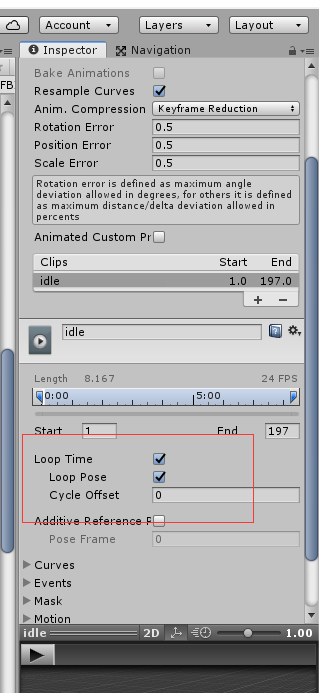 Account Layers Layout
Inspector Navigation
FB
Bake Animations
Resample Curves
Anim. Compression Keyframe Reduction
Rotation Error 0.5
Position Error 0.5
Scale Error 0.5
Rotation error is defined as maximum angle
deviation allowed in degrees, for others it is defined
as maximum distance/delta deviation allowed in
percents
Animated Custom Pr
Clips Start End
idle 1.0 197.0
+ −
idle
Length 8.167 24 FPS
0:00 5:00
Start 1 End 197
Loop Time
Loop Pose
Cycle Offset 0
Additive Reference P
Pose Frame 0
Curves
Events
Mask
Motion
idle 2D 1.00